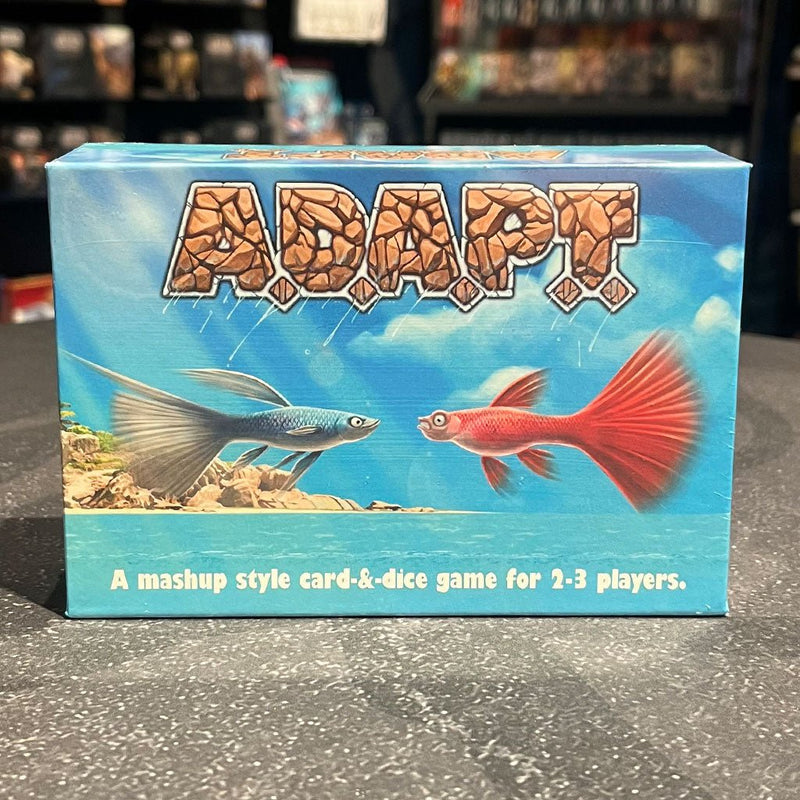 A.D.A.P.T.
A mashup style card-&-dice game for 2-3 players.